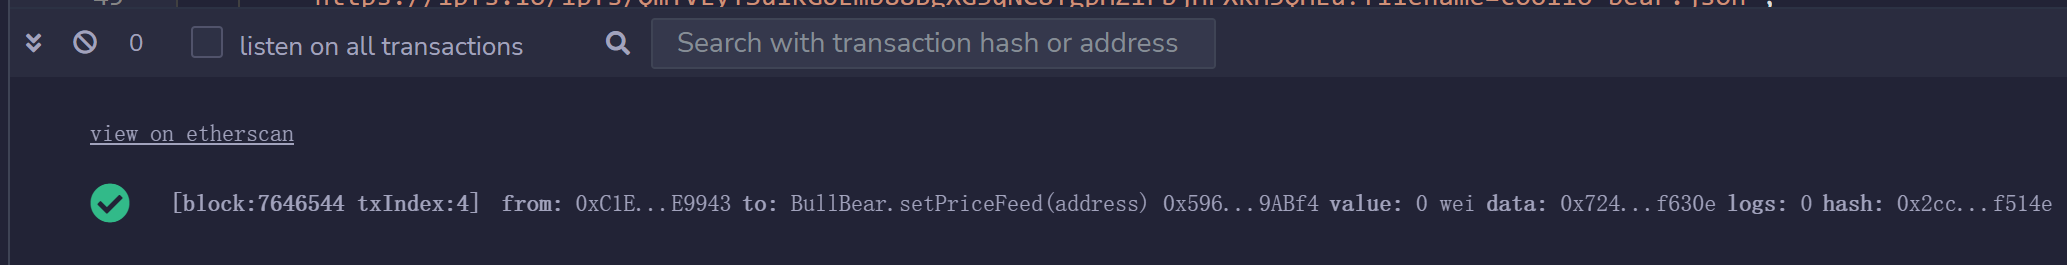 0 listen on all transactions Search with transaction hash or address
view on etherscan
[block:7646544 txIndex:4] from: 0xC1E...E9943 to: BullBear.setPriceFeed(address) 0x596...9ABf4 value: 0 wei data: 0x724...f630e logs: 0 hash: 0x2cc...f514e